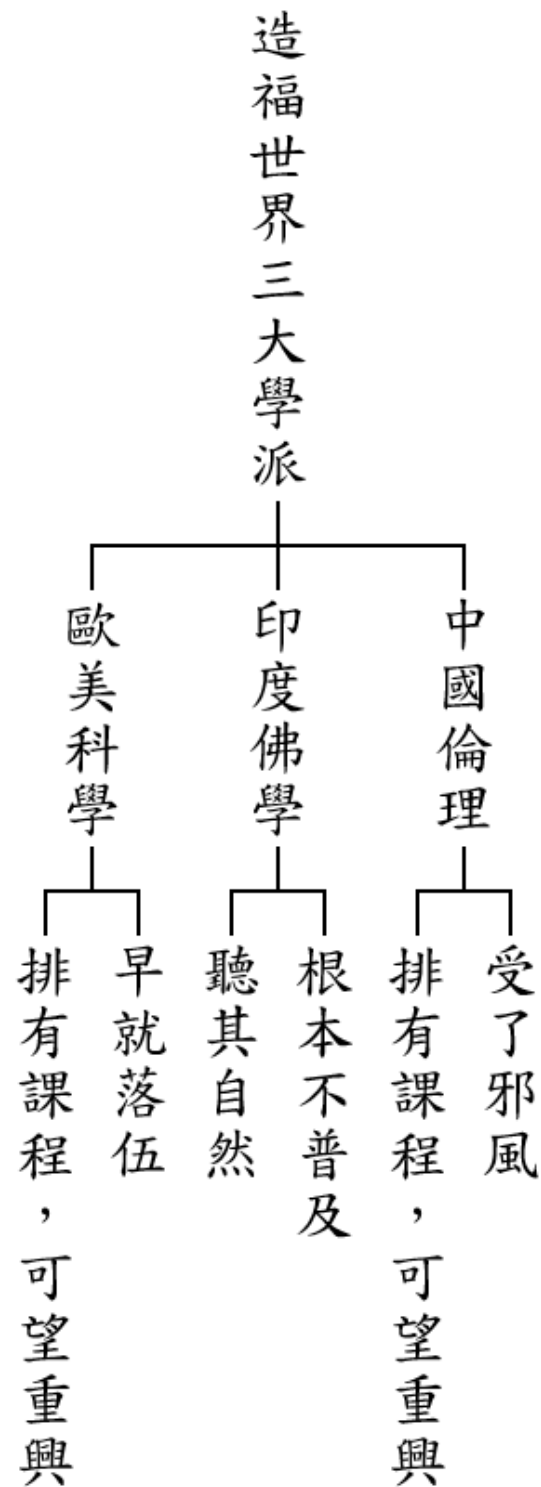 造福世界三大學派
中國倫理
受了邪風
排有課程，可望重興
印度佛學
根本不普及
聽其自然
歐美科學
早就落伍
排有課程，可望重興